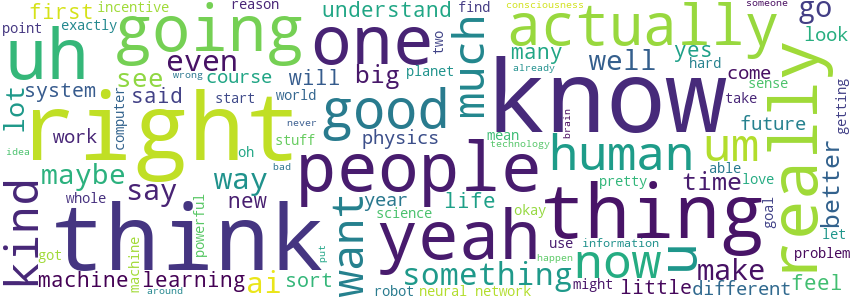 first incentive reason understand find consciousness someone go
point exactly going one two actually look
uh even see course will big planet many well yes hard come
lot system said start world much already know take sense really
right good physics future getting
work computer never stuff mean brain
idea wrong oh technology human um able problem
maybe say way bad people pretty time love better
kind whole new year life thing goal
think powerful science okay let
got put want yeah use information now u make
machine learning machine ai sort something happen might little different feel
around robot neural network